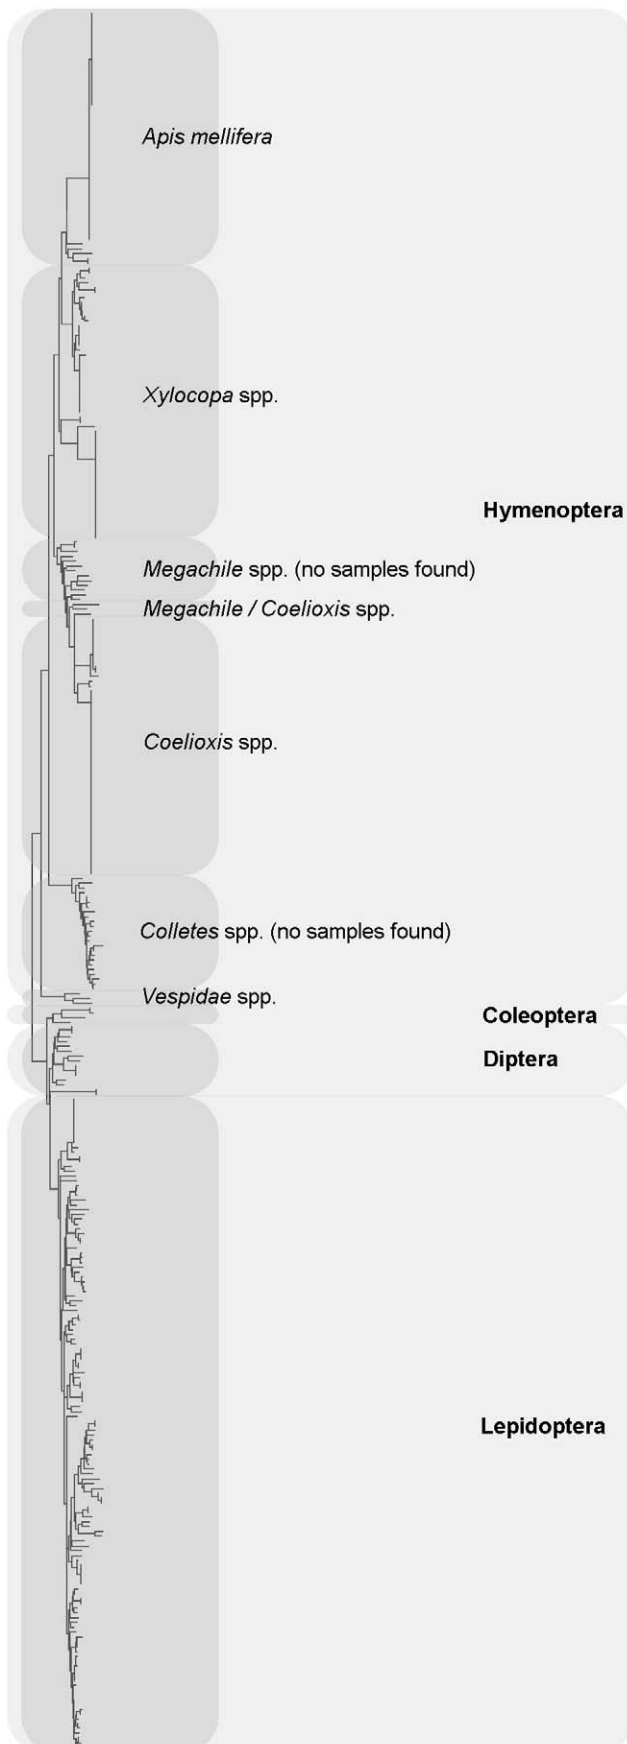 Apis mellifera
Xylocopa spp.
Hymenoptera
Megachile spp. (no samples found)
Megachile / Coelioxis spp.
Coelioxis spp.
Colletes spp. (no samples found)
Vespidae spp.
Coleoptera
Diptera
Lepidoptera